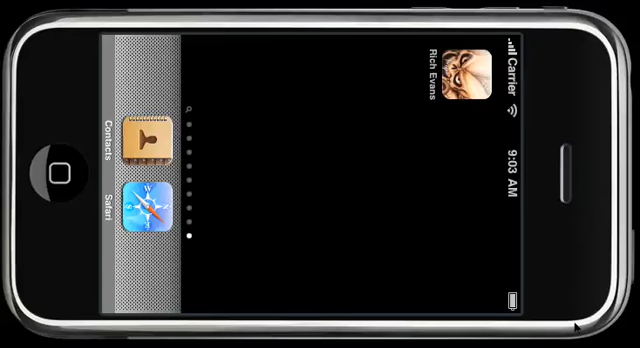 Carrier 9:03 AM
Rich Evans
Contacts
Safari
N
W
S